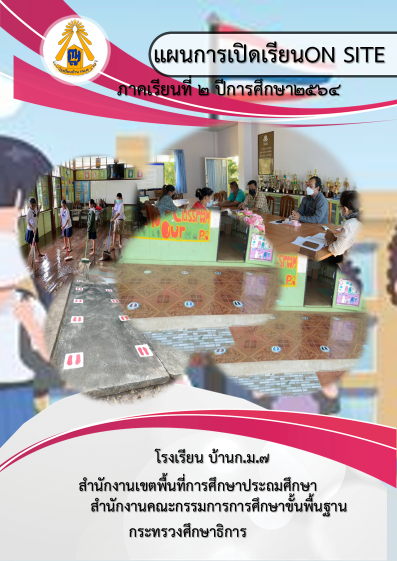 แผนการเปิดเรียนON SITE
ภาคเรียนที่ ๒ ปีการศึกษา๒๕๖๔
Classroom
Our
โรงเรียน บ้านก.ม.๗
สำนักงานเขตพื้นที่การศึกษาประถมศึกษา
สำนักงานคณะกรรมการการศึกษาขั้นพื้นฐาน
กระทรวงศึกษาธิการ